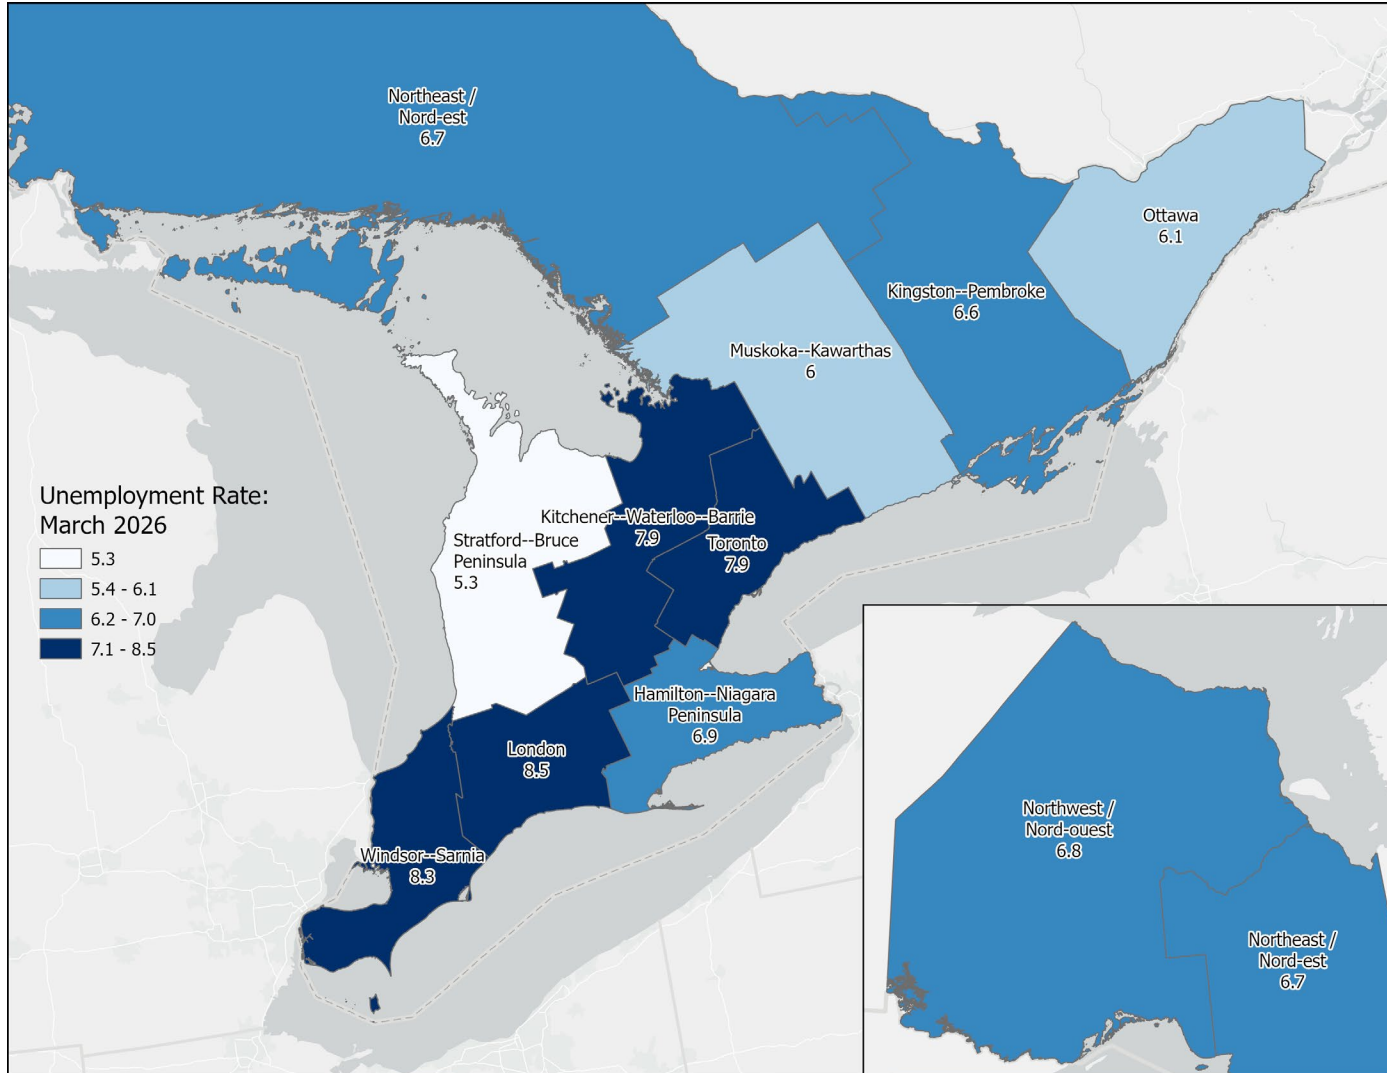 Northeast /
Nord-est
6.7
Ottawa
6.1
Kingston--Pembroke
6.6
Muskoka--Kawarthas
6
Unemployment Rate:
March 2026
5.3
5.4 - 6.1
6.2 - 7.0
7.1 - 8.5
Kitchener--Waterloo--Barrie
7.9
Stratford--Bruce
Peninsula
5.3
Toronto
7.9
Hamilton--Niagara
Peninsula
6.9
London
8.5
Windsor--Sarnia
8.3
Northwest /
Nord-ouest
6.8
Northeast /
Nord-est
6.7